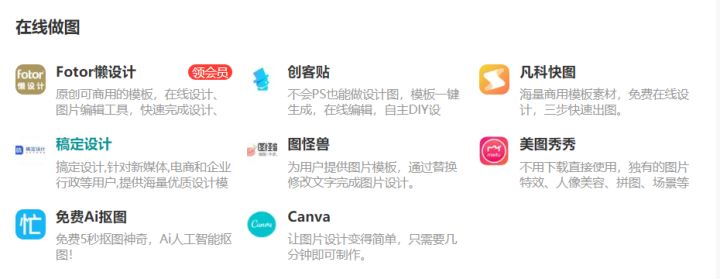 在线做图
fotor
懒设计
Fotor懒设计
领会员
原创可商用的模板，在线设计、
图片编辑工具，快速完成设计、
创客贴
不会PS也能做设计图，模板一键
生成，在线编辑，自主DIY设
凡科快图
海量商用模板素材，免费在线设
计，三步快速出图。
搞定设计
稿定设计
搞定设计,针对新媒体,电商和企业
行政等用户,提供海量优质设计模
图怪兽
图怪兽
为用户提供图片模板，通过替换
修改文字完成图片设计。
美图秀秀
不用下载直接使用，独有的图片
特效、人像美容、拼图、场景等
忙
免费Ai抠图
免费5秒抠图神奇，Ai人工智能抠
图！
Canva
Canva
让图片设计变得简单，只需要几
分钟即可制作。